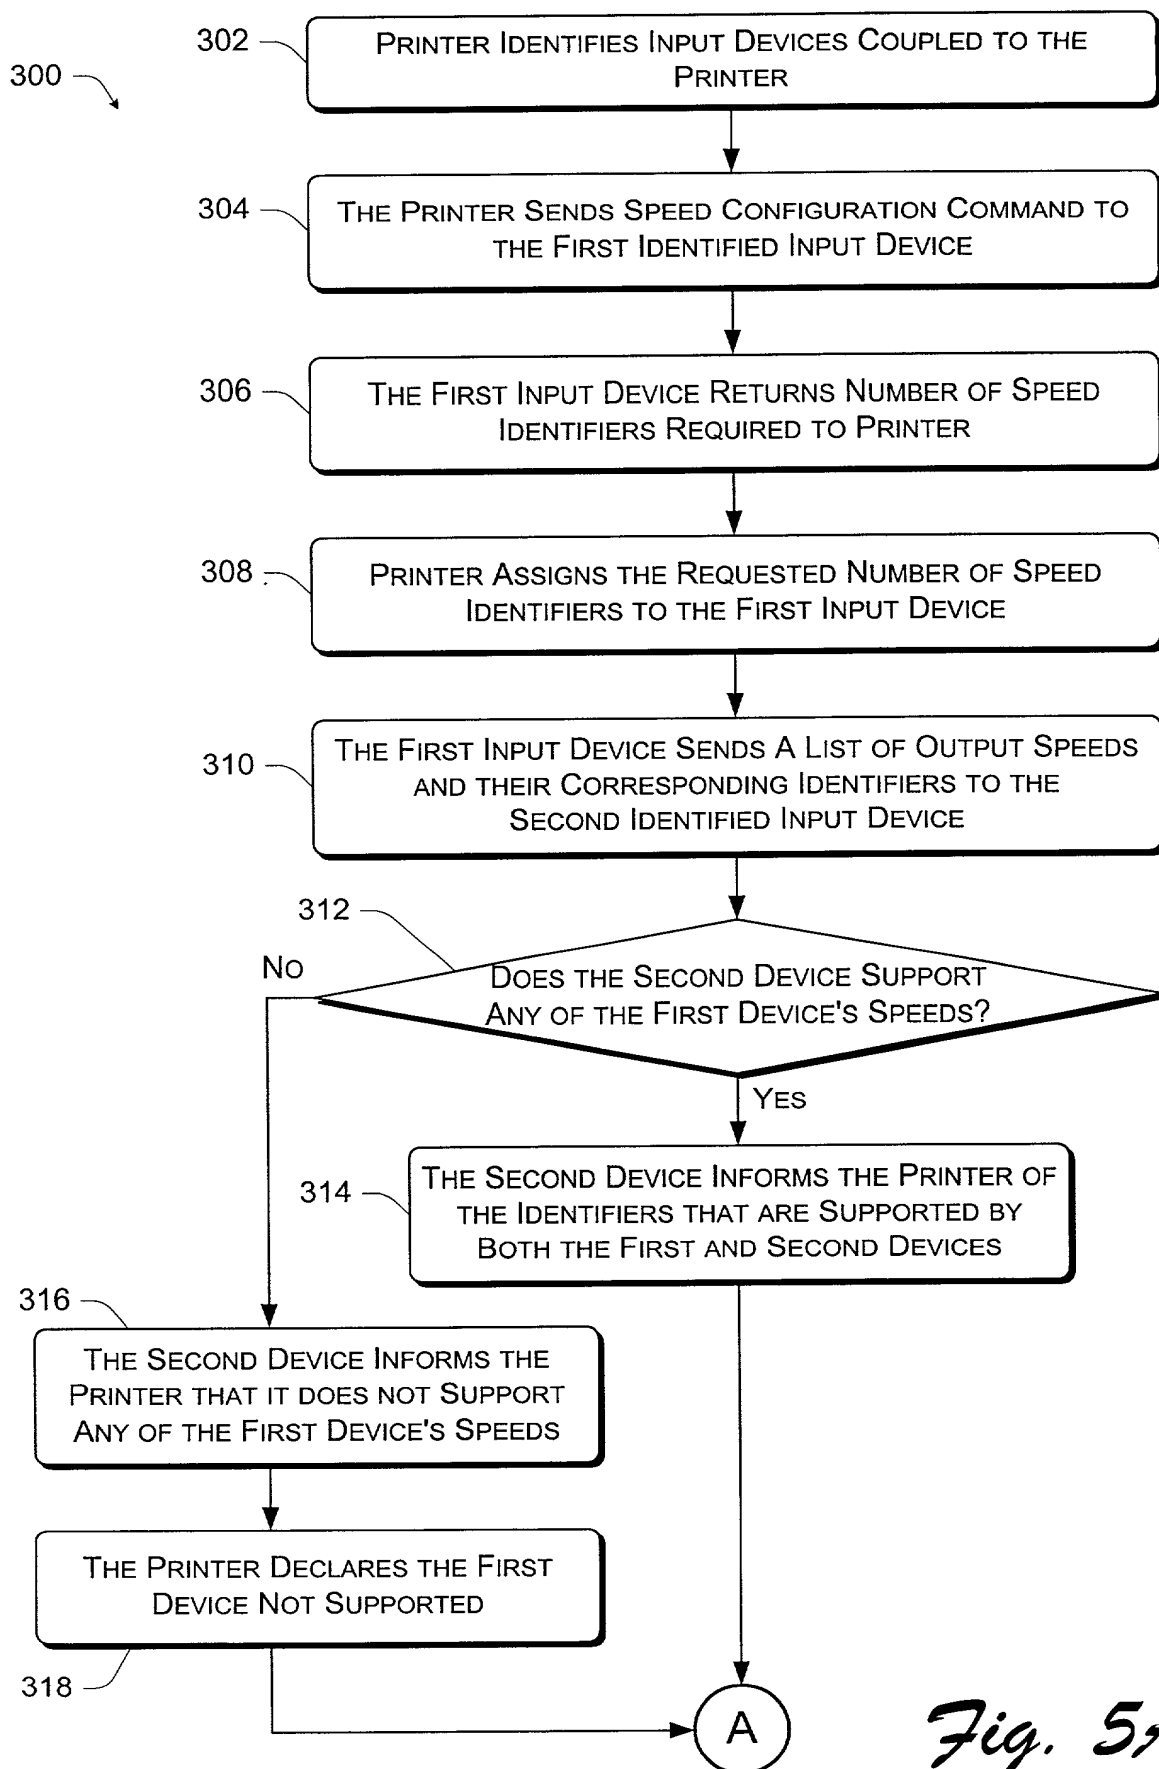 300
302
PRINTER IDENTIFIES INPUT DEVICES COUPLED TO THE
PRINTER
304
THE PRINTER SENDS SPEED CONFIGURATION COMMAND TO
THE FIRST IDENTIFIED INPUT DEVICE
306
THE FIRST INPUT DEVICE RETURNS NUMBER OF SPEED
IDENTIFIERS REQUIRED TO PRINTER
308
PRINTER ASSIGNS THE REQUESTED NUMBER OF SPEED
IDENTIFIERS TO THE FIRST INPUT DEVICE
310
THE FIRST INPUT DEVICE SENDS A LIST OF OUTPUT SPEEDS
AND THEIR CORRESPONDING IDENTIFIERS TO THE
SECOND IDENTIFIED INPUT DEVICE
312
NO
DOES THE SECOND DEVICE SUPPORT
ANY OF THE FIRST DEVICE'S SPEEDS?
YES
314
THE SECOND DEVICE INFORMS THE PRINTER OF
THE IDENTIFIERS THAT ARE SUPPORTED BY
BOTH THE FIRST AND SECOND DEVICES
316
THE SECOND DEVICE INFORMS THE
PRINTER THAT IT DOES NOT SUPPORT
ANY OF THE FIRST DEVICE'S SPEEDS
THE PRINTER DECLARES THE FIRST
DEVICE NOT SUPPORTED
318
A
Fig.